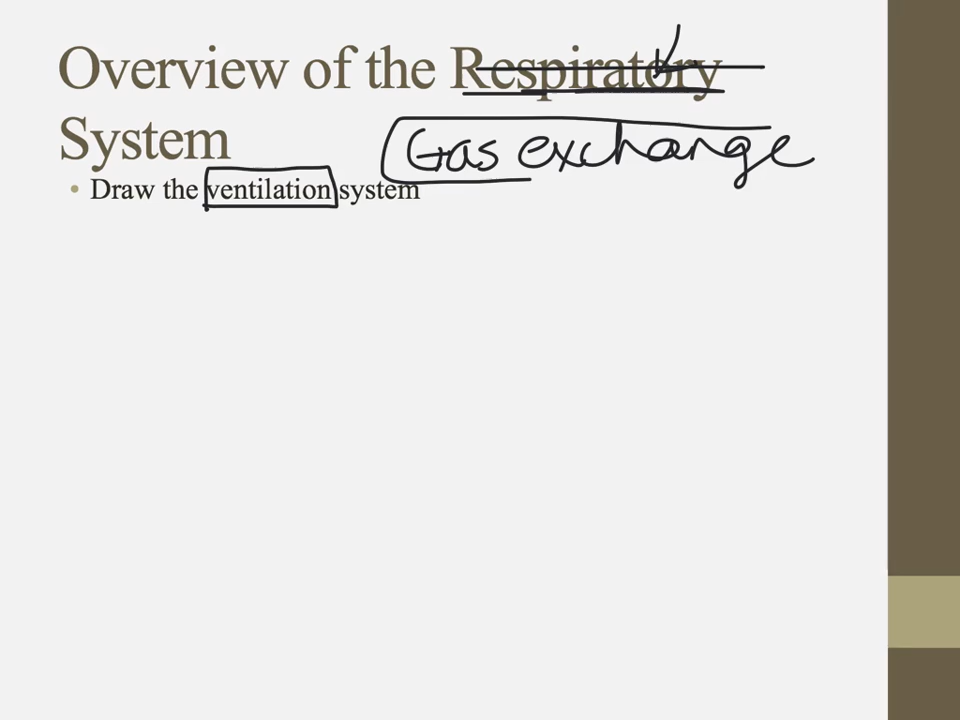 Overview of the Respiratory
System
Gas exchange
• Draw the ventilation system